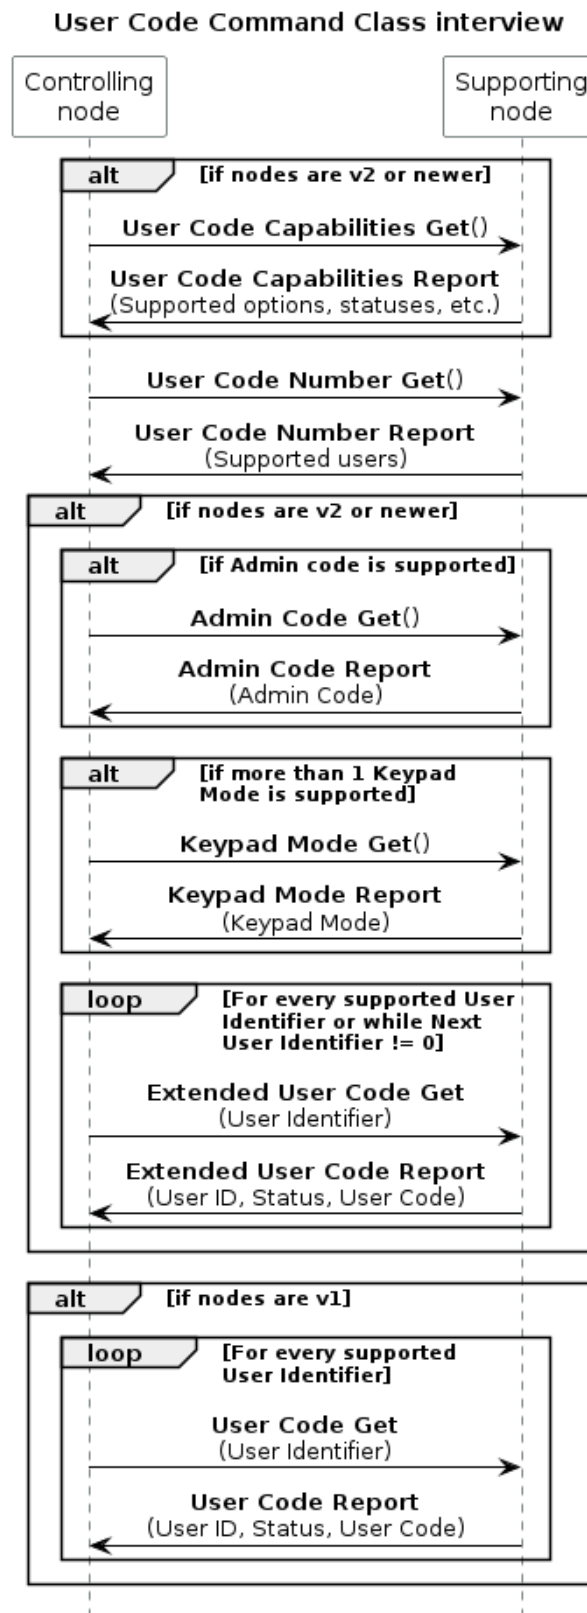 User Code Command Class interview
Controlling
node
Supporting
node
alt
[if nodes are v2 or newer]
User Code Capabilities Get()
User Code Capabilities Report
(Supported options, statuses, etc.)
User Code Number Get()
User Code Number Report
(Supported users)
alt
[if nodes are v2 or newer]
alt
[if Admin code is supported]
Admin Code Get()
Admin Code Report
(Admin Code)
alt
[if more than 1 Keypad
Mode is supported]
Keypad Mode Get()
Keypad Mode Report
(Keypad Mode)
loop
[For every supported User
Identifier or while Next
User Identifier != 0]
Extended User Code Get
(User Identifier)
Extended User Code Report
(User ID, Status, User Code)
alt
[if nodes are v1]
loop
[For every supported
User Identifier]
User Code Get
(User Identifier)
User Code Report
(User ID, Status, User Code)